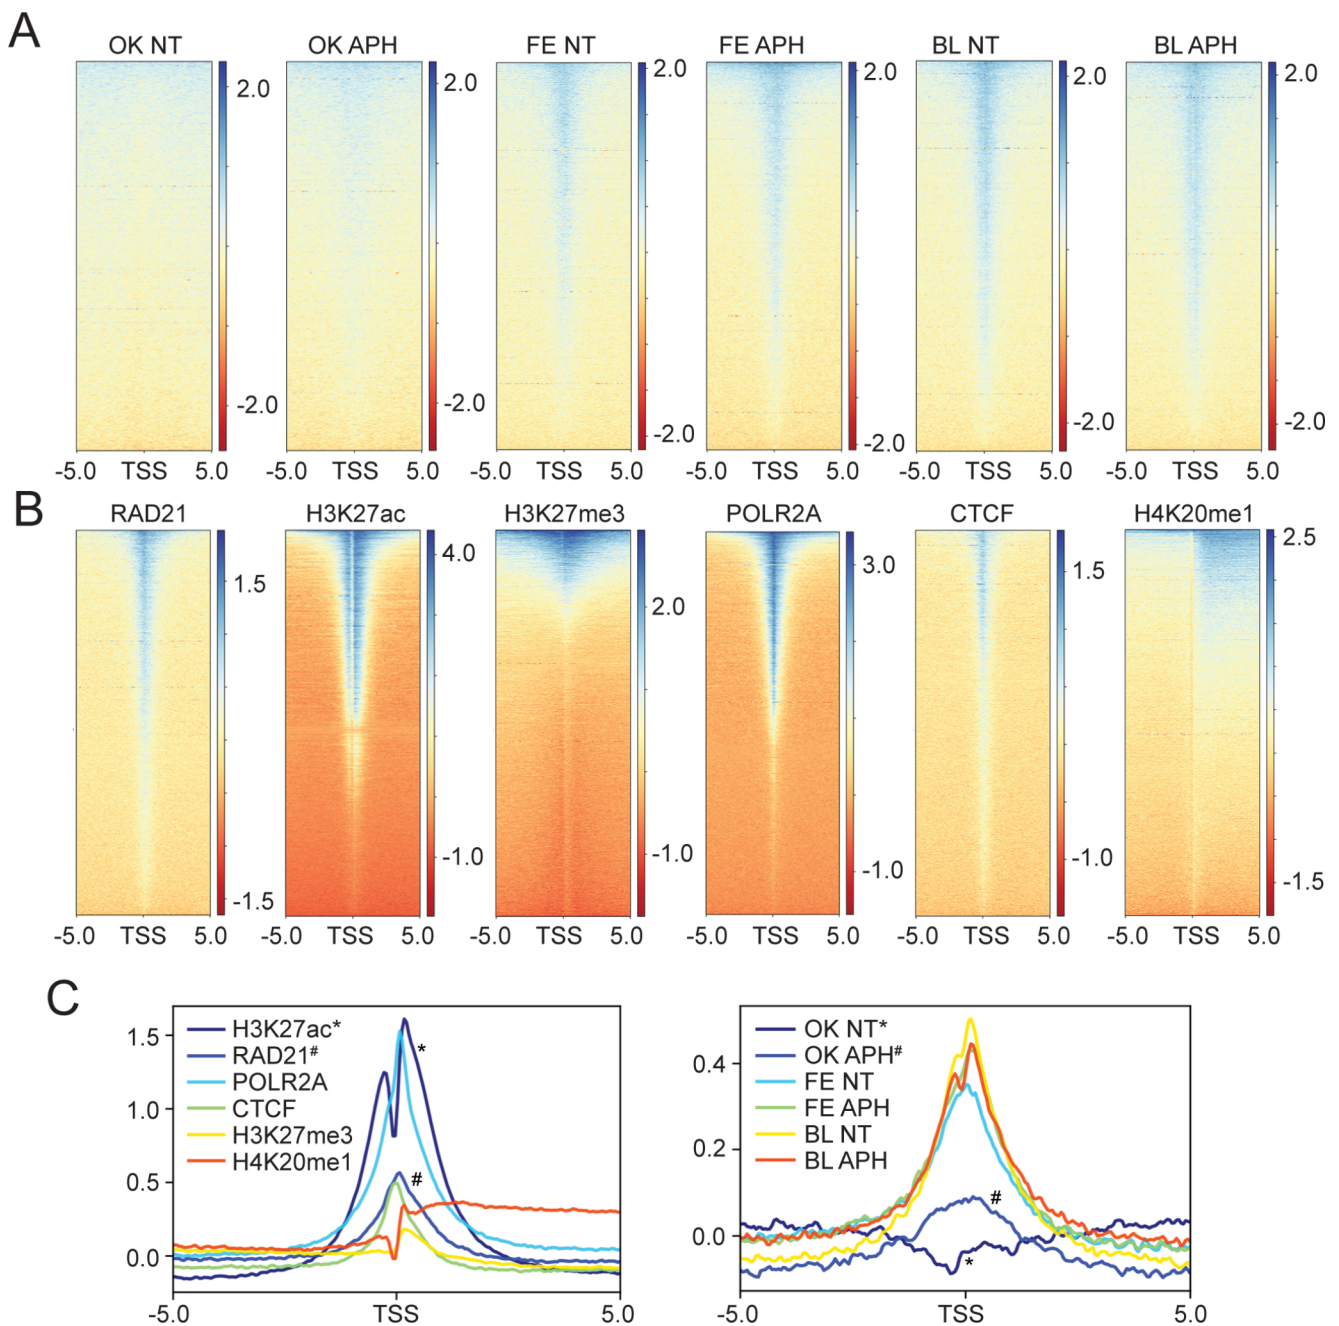 A
OK NT
OK APH
FE NT
FE APH
BL NT
BL APH
2.0
2.0
2.0
2.0
2.0
2.0
-2.0
-2.0
-2.0
-2.0
-2.0
-2.0
-5.0 TSS 5.0
-5.0 TSS 5.0
-5.0 TSS 5.0
-5.0 TSS 5.0
-5.0 TSS 5.0
-5.0 TSS 5.0
B
RAD21
H3K27ac
H3K27me3
POLR2A
CTCF
H4K20me1
1.5
4.0
2.0
3.0
1.5
2.5
-1.5
-1.0
-1.0
-1.0
-1.0
-1.5
-5.0 TSS 5.0
-5.0 TSS 5.0
-5.0 TSS 5.0
-5.0 TSS 5.0
-5.0 TSS 5.0
-5.0 TSS 5.0
C
1.5
1.0
0.5
0.0
H3K27ac*
RAD21#
POLR2A
CTCF
H3K27me3
H4K20me1
*
#
-5.0 TSS 5.0
0.4
0.2
0.0
OK NT*
OK APH#
FE NT
FE APH
BL NT
BL APH
#
*
-5.0 TSS 5.0